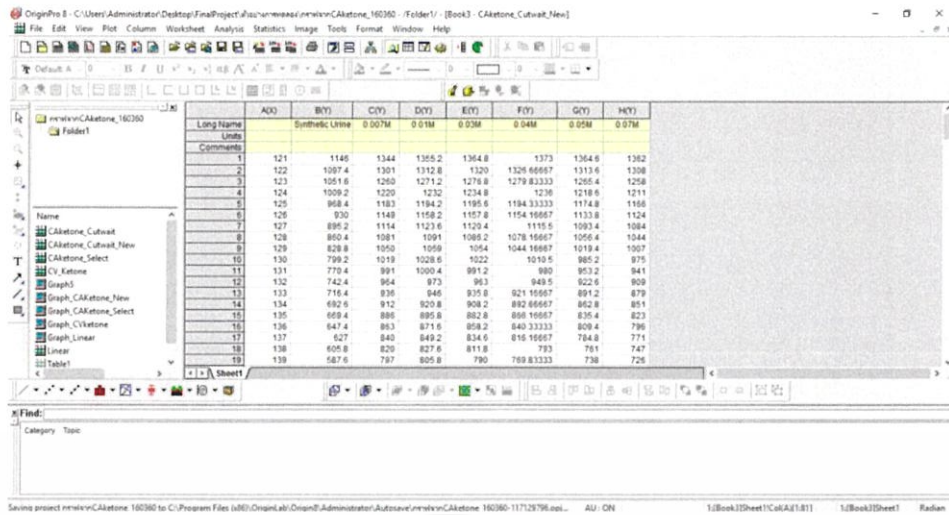 OriginPro 8 - C:\Users\Administrator\Desktop\FinalProject\ - /Folder1/ - [Book3 - CAketone_Cutwait_New]
File Edit View Plot Column Worksheet Analysis Statistics Image Tools Format Window Help
Folder1
Name
CAketone_Cutwait
CAketone_Cutwait_New
CAketone_Select
CV_Ketone
Graph5
Graph_CAKetone_New
Graph_CAKetone_Select
Graph_CVketone
Graph_Linear
Linear
Table1
A(X) B(Y) C(Y) D(Y) E(Y) F(Y) G(Y) H(Y)
Long Name Synthetic Urine 0.007M 0.01M 0.03M 0.04M 0.05M 0.07M
Units
Comments
1 121 1146 1344 1355.2 1364.8 1373 1364.6 1362
2 122 1097.4 1301 1312.8 1320 1326.66667 1313.6 1308
3 123 1051.6 1260 1271.2 1276.8 1279.83333 1265.4 1258
4 124 1009.2 1220 1232 1234.8 1236 1218.6 1211
5 125 968.4 1183 1194.2 1195.6 1194.33333 1174.8 1166
6 126 930 1149 1158.2 1157.8 1154.16667 1133.8 1124
7 127 895.2 1114 1123.6 1120.4 1115.5 1093.4 1084
8 128 860.4 1081 1091 1086.2 1078.16667 1056.4 1044
9 129 828.8 1050 1059 1054 1044.16667 1019.4 1007
10 130 799.2 1019 1028.6 1022 1010.5 985.2 975
11 131 770.4 991 1000.4 991.2 980 953.2 941
12 132 742.4 964 973 963 949.5 922.6 909
13 133 716.4 936 946 935.8 921.16667 891.2 879
14 134 692.6 912 920.8 908.2 892.66667 862.8 851
15 135 669.4 886 895.8 882.8 866.16667 835.4 823
16 136 647.4 863 871.6 858.2 840.33333 809.4 796
17 137 627 840 849.2 834.6 816.16667 784.8 771
18 138 605.8 820 827.6 811.8 793 761 747
19 139 587.6 797 805.8 790 769.83333 738 726
Sheet1
Find:
Category Topic
AU : ON
1:[Book3]Sheet1!Col(A)[1:81] 1:[Book3]Sheet1 Radian